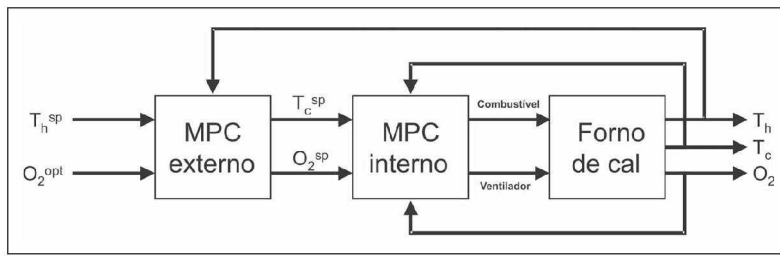 T_h^sp
O_2^opt
MPC
externo
T_c^sp
O_2^sp
MPC
interno
Combustível
Ventilador
Forno
de cal
T_h
T_c
O_2